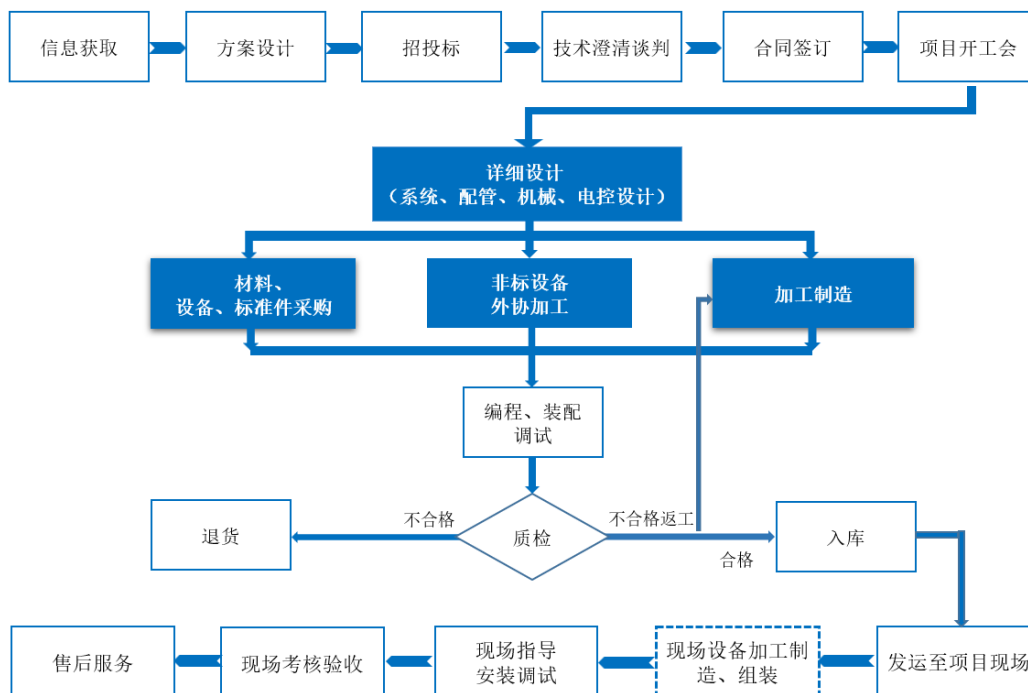 信息获取
方案设计
招投标
技术澄清谈判
合同签订
项目开工会
详细设计
（系统、配管、机械、电控设计）
材料、
设备、标准件采购
非标设备
外协加工
加工制造
编程、装配
调试
退货
不合格
质检
不合格返工
合格
入库
售后服务
现场考核验收
现场指导
安装调试
现场设备加工制
造、组装
发运至项目现场